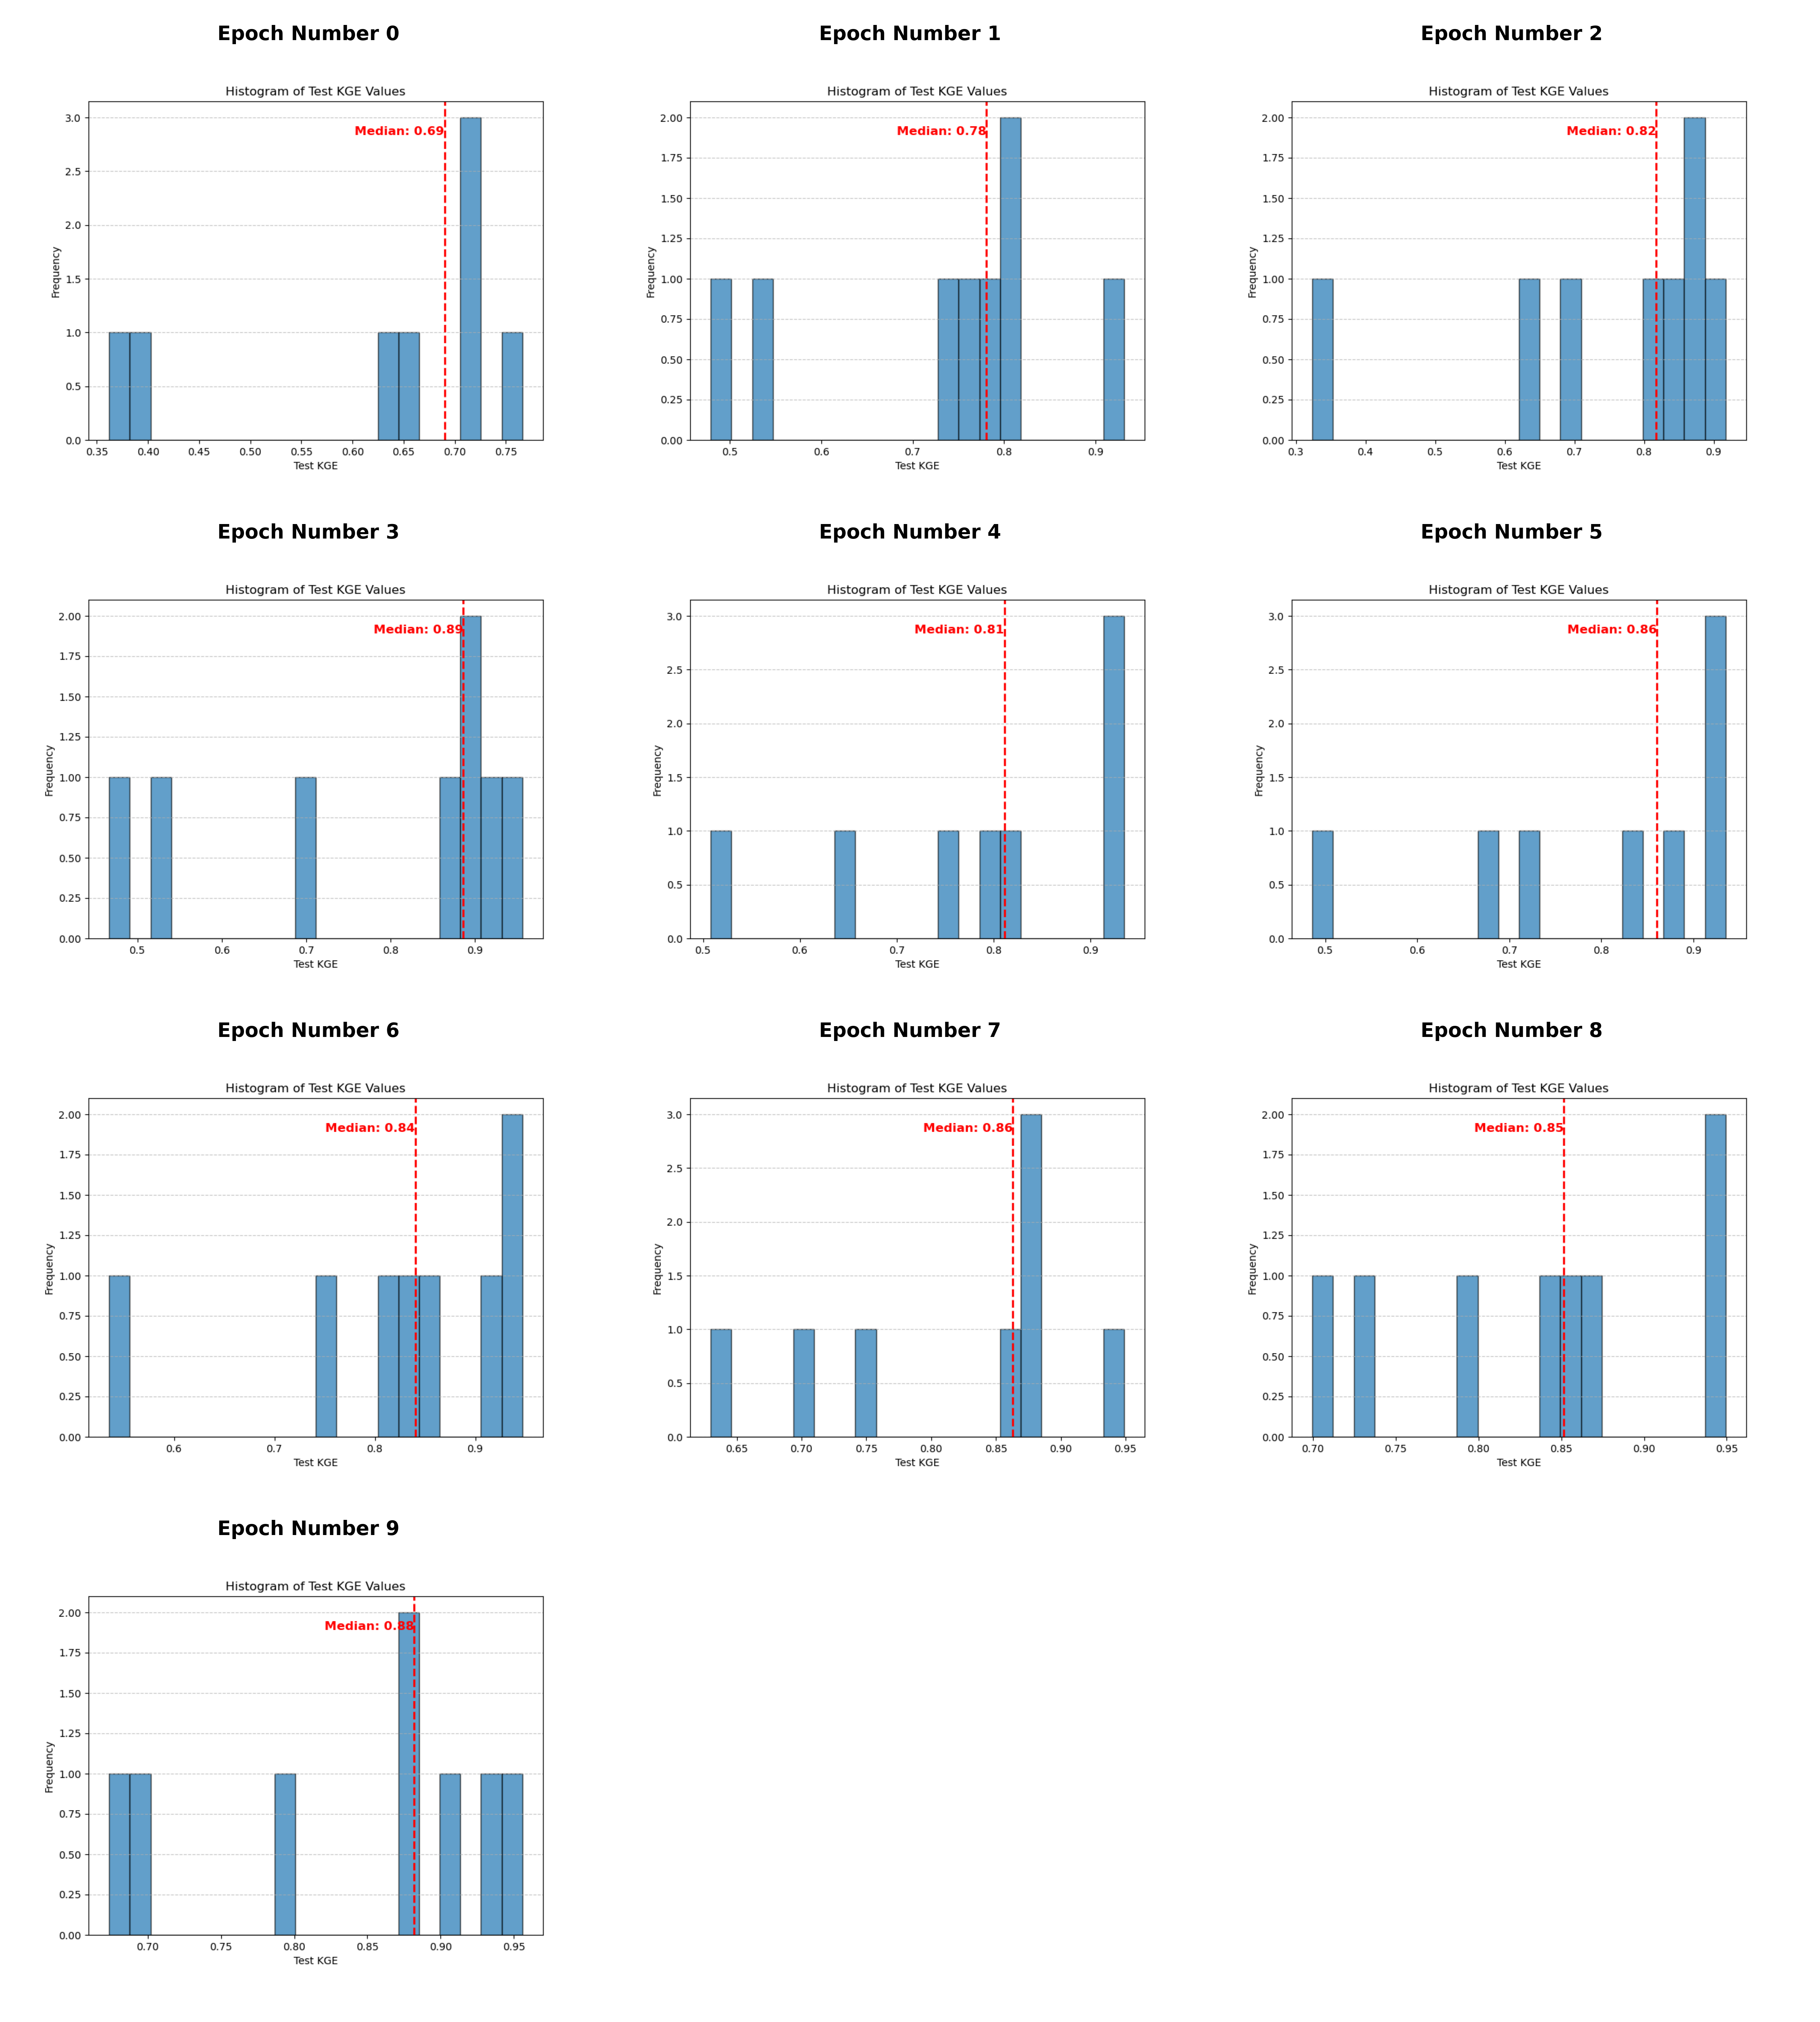 Epoch Number 0
Histogram of Test KGE Values
Median: 0.69
Frequency
3.0
2.5
2.0
1.5
1.0
0.5
0.0
0.35 0.40 0.45 0.50 0.55 0.60 0.65 0.70 0.75
Test KGE
Epoch Number 1
Histogram of Test KGE Values
Median: 0.78
Frequency
2.00
1.75
1.50
1.25
1.00
0.75
0.50
0.25
0.00
0.5 0.6 0.7 0.8 0.9
Test KGE
Epoch Number 2
Histogram of Test KGE Values
Median: 0.82
Frequency
2.00
1.75
1.50
1.25
1.00
0.75
0.50
0.25
0.00
0.3 0.4 0.5 0.6 0.7 0.8 0.9
Test KGE
Epoch Number 3
Histogram of Test KGE Values
Median: 0.89
Frequency
2.00
1.75
1.50
1.25
1.00
0.75
0.50
0.25
0.00
0.5 0.6 0.7 0.8 0.9
Test KGE
Epoch Number 4
Histogram of Test KGE Values
Median: 0.81
Frequency
3.0
2.5
2.0
1.5
1.0
0.5
0.0
0.5 0.6 0.7 0.8 0.9
Test KGE
Epoch Number 5
Histogram of Test KGE Values
Median: 0.86
Frequency
3.0
2.5
2.0
1.5
1.0
0.5
0.0
0.5 0.6 0.7 0.8 0.9
Test KGE
Epoch Number 6
Histogram of Test KGE Values
Median: 0.84
Frequency
2.00
1.75
1.50
1.25
1.00
0.75
0.50
0.25
0.00
0.6 0.7 0.8 0.9
Test KGE
Epoch Number 7
Histogram of Test KGE Values
Median: 0.86
Frequency
3.0
2.5
2.0
1.5
1.0
0.5
0.0
0.65 0.70 0.75 0.80 0.85 0.90 0.95
Test KGE
Epoch Number 8
Histogram of Test KGE Values
Median: 0.85
Frequency
2.00
1.75
1.50
1.25
1.00
0.75
0.50
0.25
0.00
0.70 0.75 0.80 0.85 0.90 0.95
Test KGE
Epoch Number 9
Histogram of Test KGE Values
Median: 0.88
Frequency
2.00
1.75
1.50
1.25
1.00
0.75
0.50
0.25
0.00
0.70 0.75 0.80 0.85 0.90 0.95
Test KGE